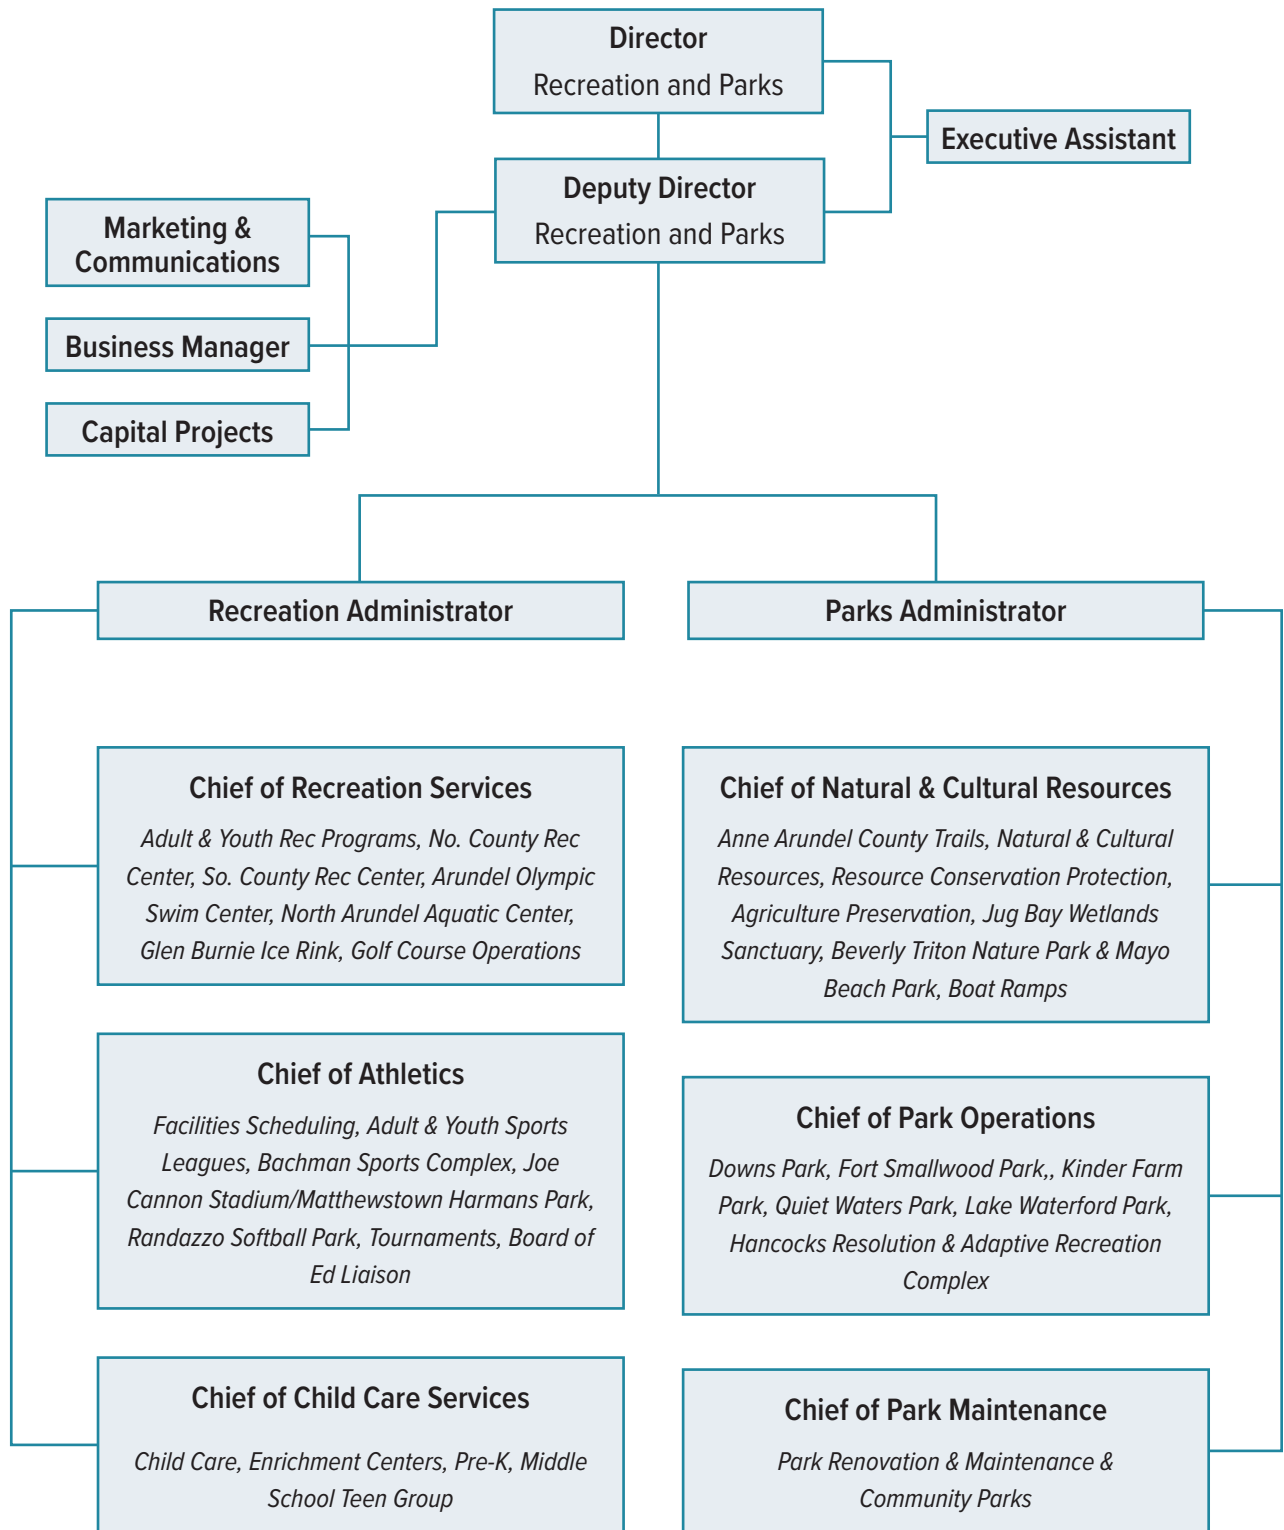 Director
Recreation and Parks
Executive Assistant
Deputy Director
Recreation and Parks
Marketing &
Communications
Business Manager
Capital Projects
Recreation Administrator
Parks Administrator
Chief of Recreation Services
Adult & Youth Rec Programs, No. County Rec
Center, So. County Rec Center, Arundel Olympic
Swim Center, North Arundel Aquatic Center,
Glen Burnie Ice Rink, Golf Course Operations
Chief of Athletics
Facilities Scheduling, Adult & Youth Sports
Leagues, Bachman Sports Complex, Joe
Cannon Stadium/Matthewstown Harmans Park,
Randazzo Softball Park, Tournaments, Board of
Ed Liaison
Chief of Child Care Services
Child Care, Enrichment Centers, Pre-K, Middle
School Teen Group
Chief of Natural & Cultural Resources
Anne Arundel County Trails, Natural & Cultural
Resources, Resource Conservation Protection,
Agriculture Preservation, Jug Bay Wetlands
Sanctuary, Beverly Triton Nature Park & Mayo
Beach Park, Boat Ramps
Chief of Park Operations
Downs Park, Fort Smallwood Park,, Kinder Farm
Park, Quiet Waters Park, Lake Waterford Park,
Hancocks Resolution & Adaptive Recreation
Complex
Chief of Park Maintenance
Park Renovation & Maintenance &
Community Parks